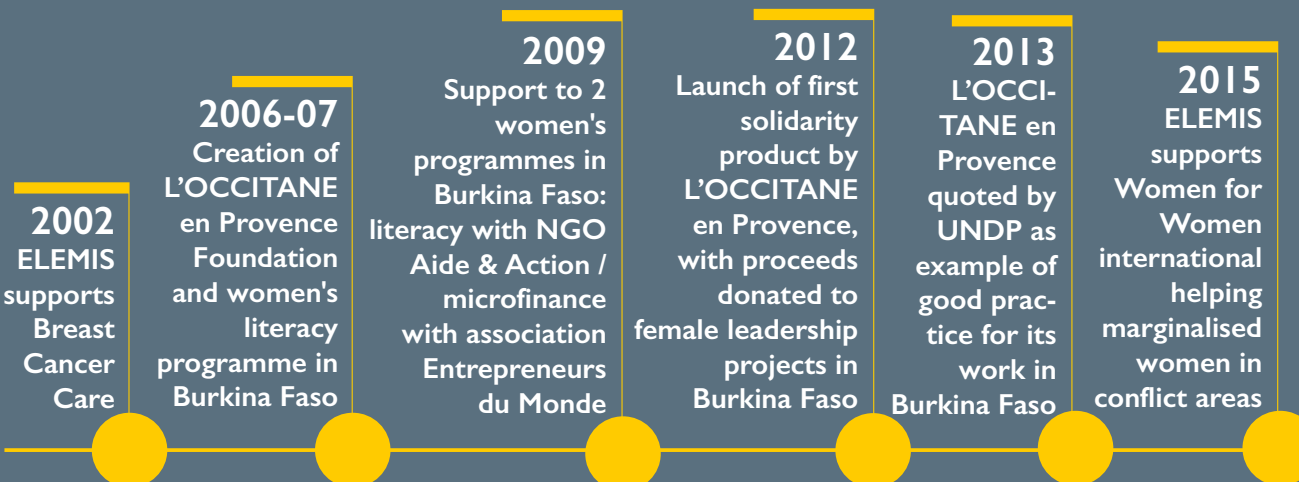 2002
ELEMIS
supports
Breast
Cancer
Care
2006-07
Creation of
L’OCCITANE
en Provence
Foundation
and women's
literacy
programme in
Burkina Faso
2009
Support to 2
women's
programmes in
Burkina Faso:
literacy with NGO
Aide & Action /
microfinance
with association
Entrepreneurs
du Monde
2012
Launch of first
solidarity
product by
L’OCCITANE
en Provence,
with proceeds
donated to
female leadership
projects in
Burkina Faso
2013
L’OCCI-
TANE en
Provence
quoted by
UNDP as
example of
good prac-
tice for its
work in
Burkina Faso
2015
ELEMIS
supports
Women for
Women
international
helping
marginalised
women in
conflict areas